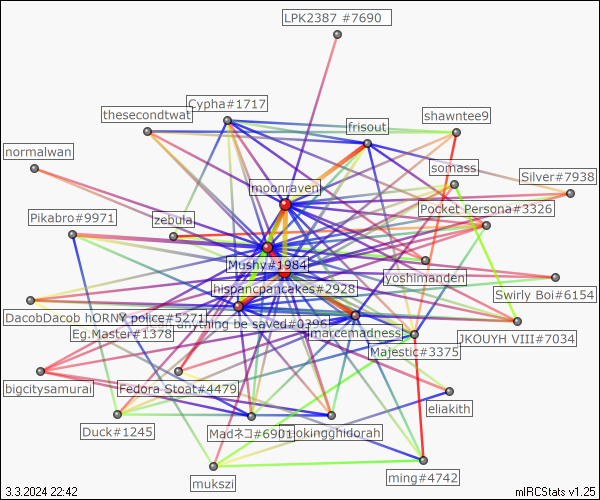 LPK2387 #7690
Cypha#1717
thesecondtwat
shawntee9
frisout
normalwan
somass
Silver#7938
moonraven
Pocket Persona#3326
Pikabro#9971
zebula
Mushy#1984
yoshimanden
hispancpancakes#2928
Swirly Boi#6154
DacobDacob hORNY police#5271
anything be saved#0396
Eg.Master#1378
marcemadness
JKOUYH VIII#7034
Majestic#3375
bigcitysamurai
Fedora Stoat#4479
eliakith
Duck#1245
Madネコ#6901
okingghidorah
ming#4742
mukszi
3.3.2024 22:42
mIRCStats v1.25